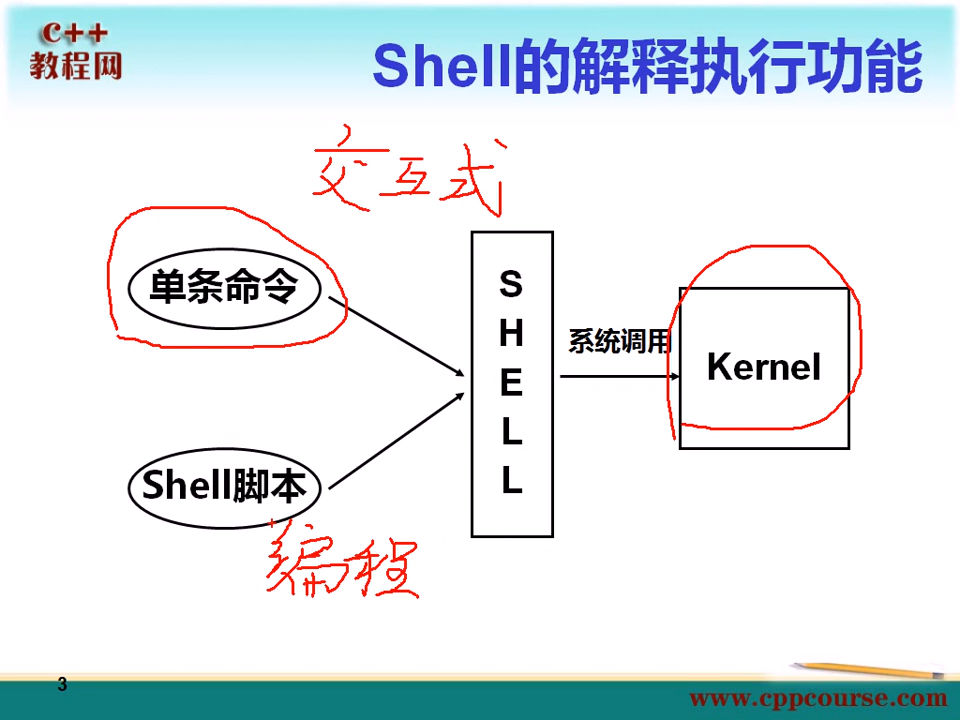 C++
教程网
Shell的解释执行功能
交互式
单条命令
S
H
E
L
L
系统调用
Kernel
Shell脚本
编程
3
www.cppcourse.com